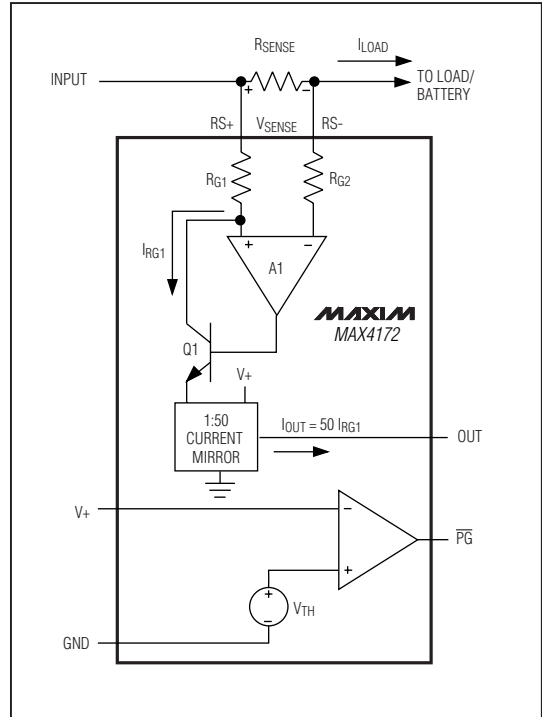 RSENSE
ILOAD
INPUT
TO LOAD/
BATTERY
RS+
VSENSE
RS-
+
-
RG1
RG2
IRG1
+
-
A1
MAXIM
MAX4172
Q1
V+
1:50
CURRENT
MIRROR
IOUT = 50 IRG1
OUT
V+
-
PG
+
+
-
VTH
GND